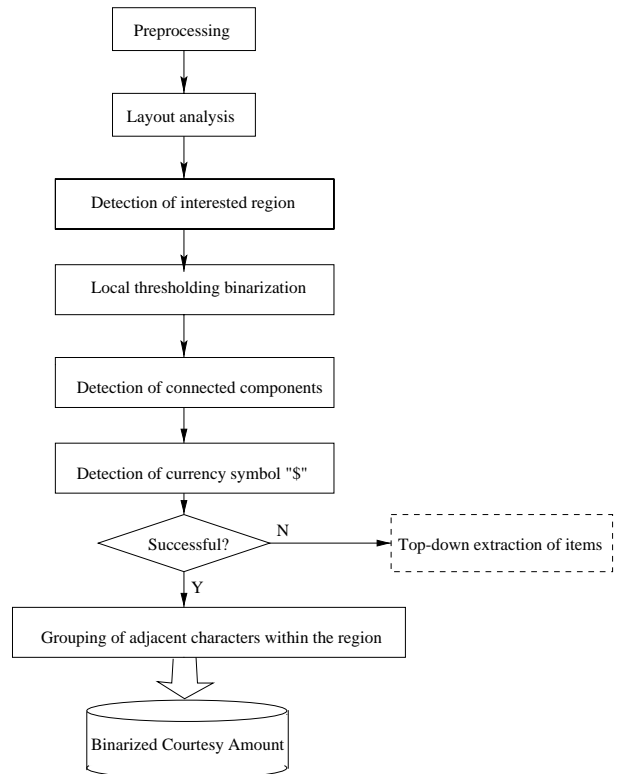 Preprocessing
Layout analysis
Detection of interested region
Local thresholding binarization
Detection of connected components
Detection of currency symbol "$"
Successful?
N
Top-down extraction of items
Y
Grouping of adjacent characters within the region
Binarized Courtesy Amount